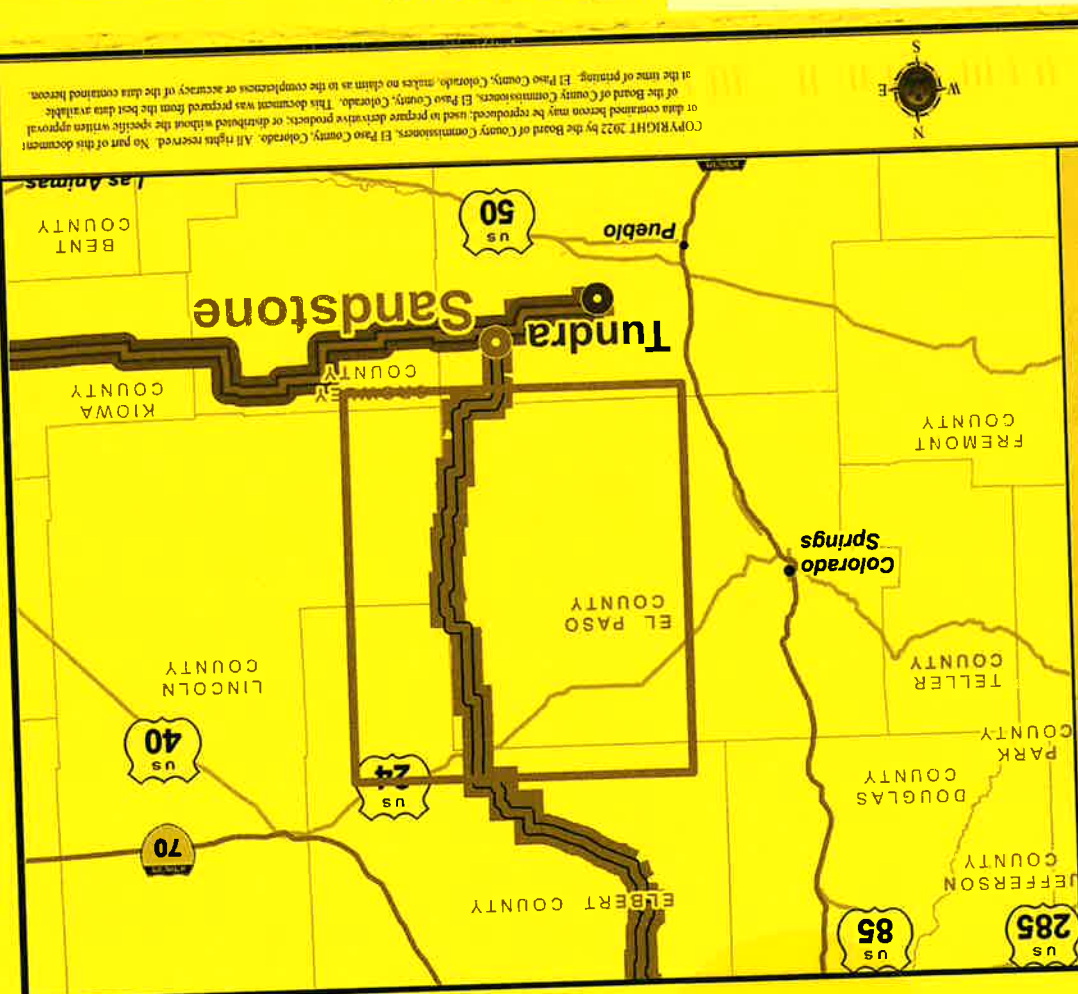 US
285
US
85
JEFFERSON
COUNTY
ELBERT COUNTY
70
DOUGLAS
COUNTY
US
24
US
40
PARK
COUNTY
TELLER
COUNTY
LINCOLN
COUNTY
EL PASO
COUNTY
Colorado
Springs
FREMONT
COUNTY
CROWLEY
COUNTY
KIOWA
COUNTY
Tundra
Sandstone
Pueblo
US
50
BENT
COUNTY
Las Animas
COPYRIGHT 2022 by the Board of County Commissioners, El Paso County, Colorado. All rights reserved. No part of this document
or data contained hereon may be reproduced; used to prepare derivative products; or distributed without the specific written approval
of the Board of County Commissioners, El Paso County, Colorado. This document was prepared from the best data available
at the time of printing. El Paso County, Colorado, makes no claim as to the completeness or accuracy of the data contained hereon.
N
W
E
S